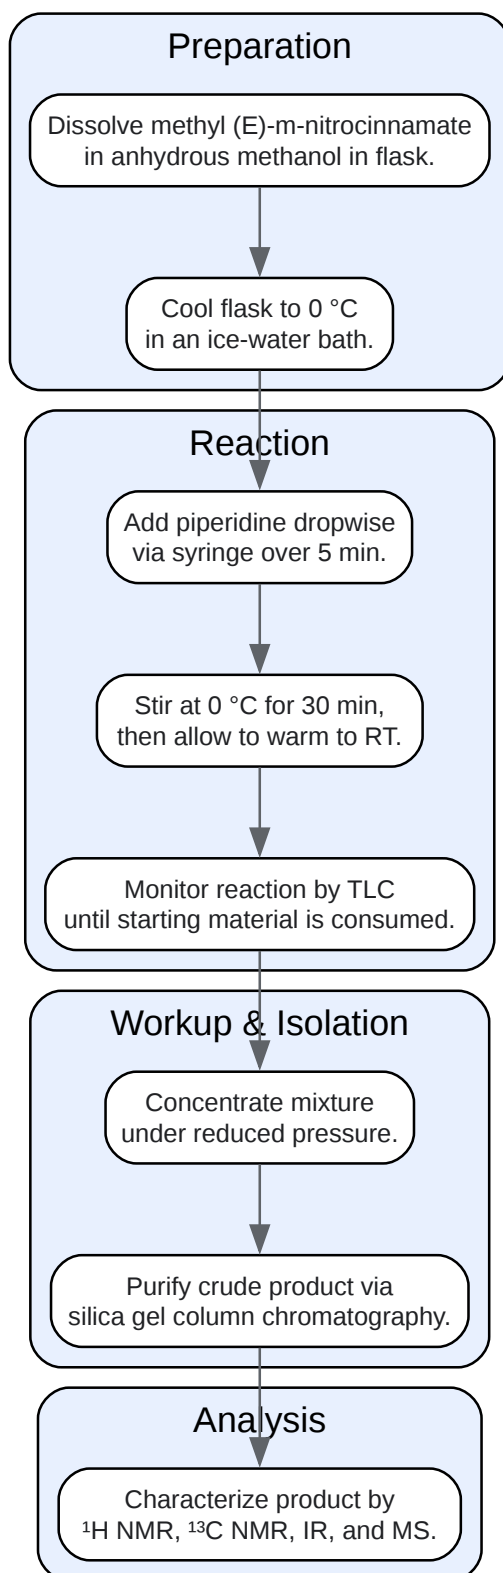 Preparation
Dissolve methyl (E)-m-nitrocinnamate
in anhydrous methanol in flask.
Cool flask to 0 °C
in an ice-water bath.
Reaction
Add piperidine dropwise
via syringe over 5 min.
Stir at 0 °C for 30 min,
then allow to warm to RT.
Monitor reaction by TLC
until starting material is consumed.
Workup & Isolation
Concentrate mixture
under reduced pressure.
Purify crude product via
silica gel column chromatography.
Analysis
Characterize product by
¹H NMR, ¹³C NMR, IR, and MS.